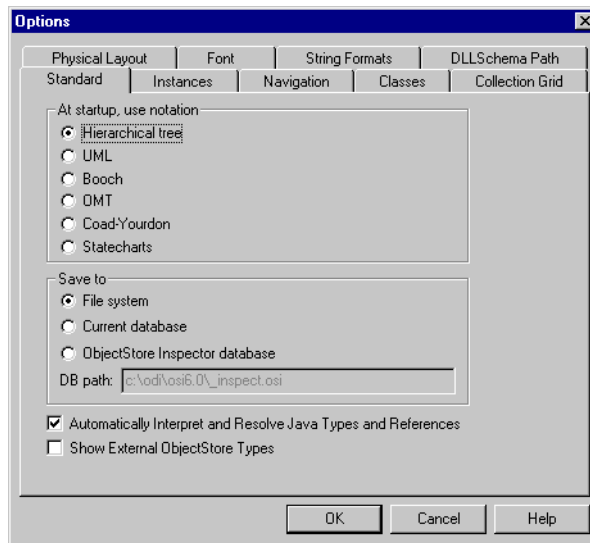 Options
Physical Layout Font String Formats DLLSchema Path
Standard Instances Navigation Classes Collection Grid
At startup, use notation
Hierarchical tree
UML
Booch
OMT
Coad-Yourdon
Statecharts
Save to
File system
Current database
ObjectStore Inspector database
DB path: c:\odi\osi6.0\_inspect.osi
Automatically Interpret and Resolve Java Types and References
Show External ObjectStore Types
OK Cancel Help